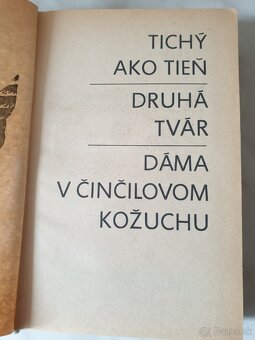 TICHÝ
AKO TIEŇ
DRUHÁ
TVÁR
DÁMA
V ČINČILOVOM
KOŽUCHU